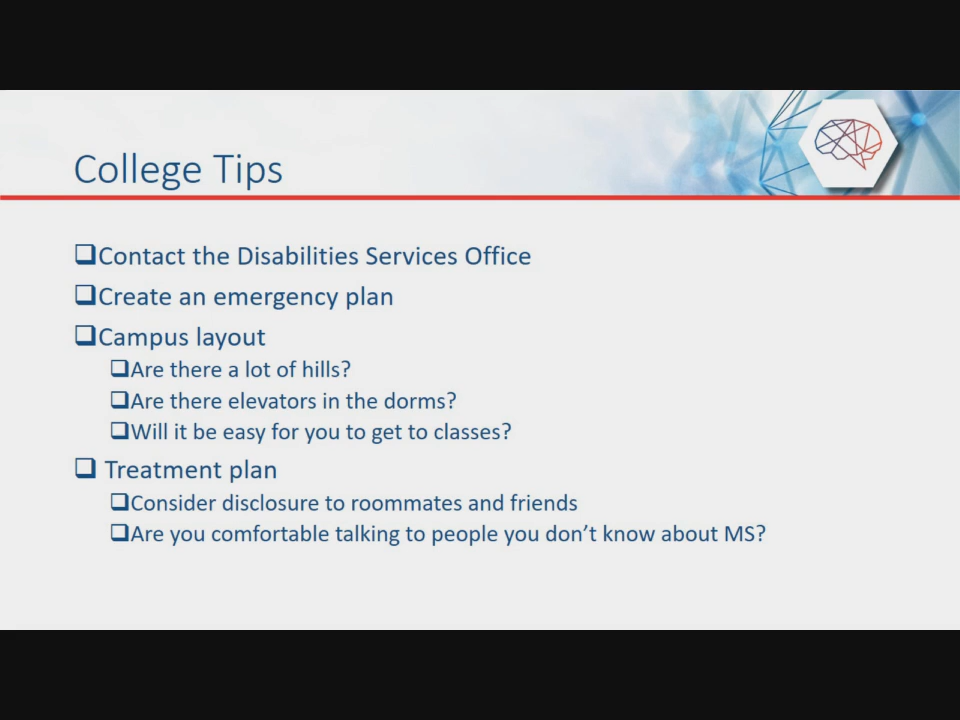 College Tips
❑Contact the Disabilities Services Office
❑Create an emergency plan
❑Campus layout
❑Are there a lot of hills?
❑Are there elevators in the dorms?
❑Will it be easy for you to get to classes?
❑ Treatment plan
❑Consider disclosure to roommates and friends
❑Are you comfortable talking to people you don’t know about MS?